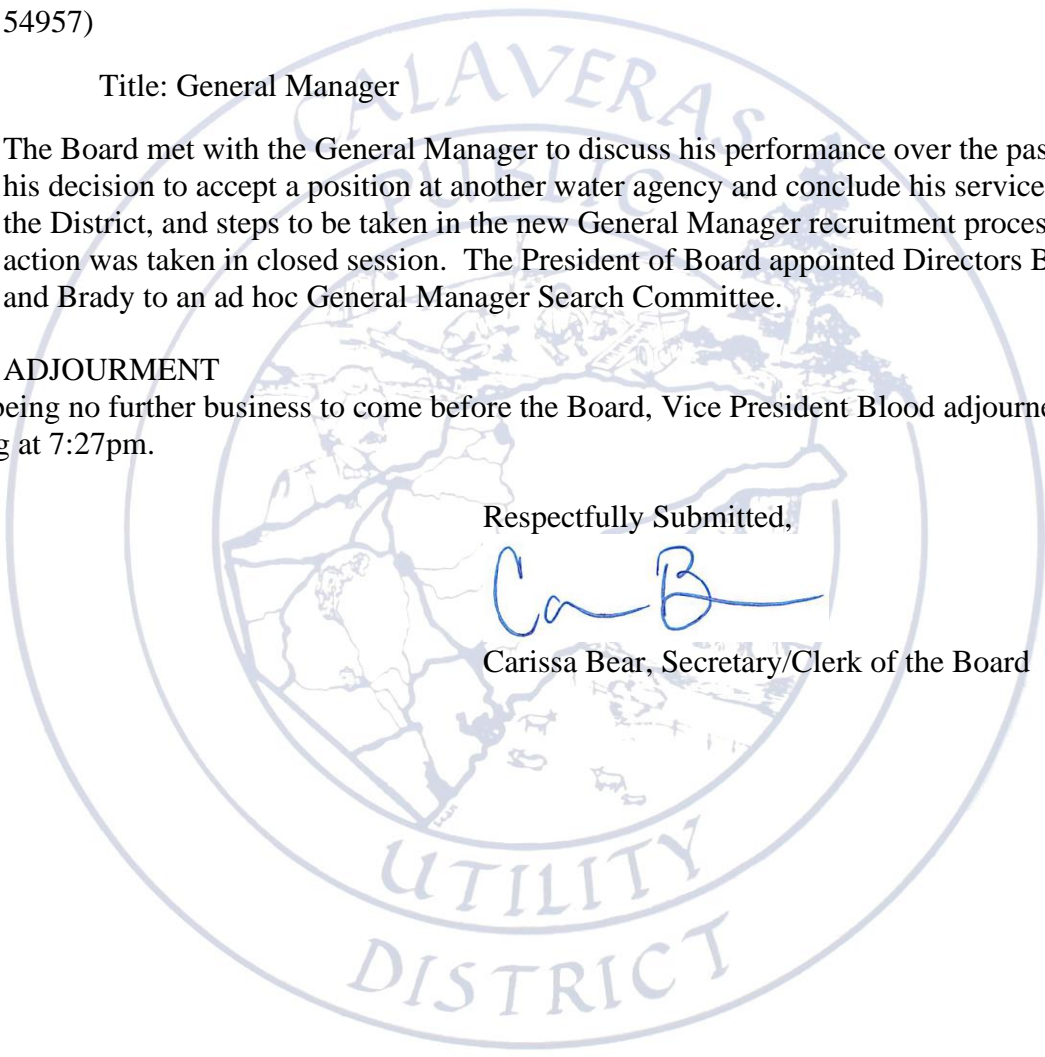 54957)
Title: General Manager
The Board met with the General Manager to discuss his performance over the pas
his decision to accept a position at another water agency and conclude his service
the District, and steps to be taken in the new General Manager recruitment proces
action was taken in closed session. The President of Board appointed Directors B
and Brady to an ad hoc General Manager Search Committee.
ADJOURMENT
being no further business to come before the Board, Vice President Blood adjourne
g at 7:27pm.
Respectfully Submitted,
Carissa Bear, Secretary/Clerk of the Board
CALAVERAS
PUBLIC
UTILITY
DISTRICT